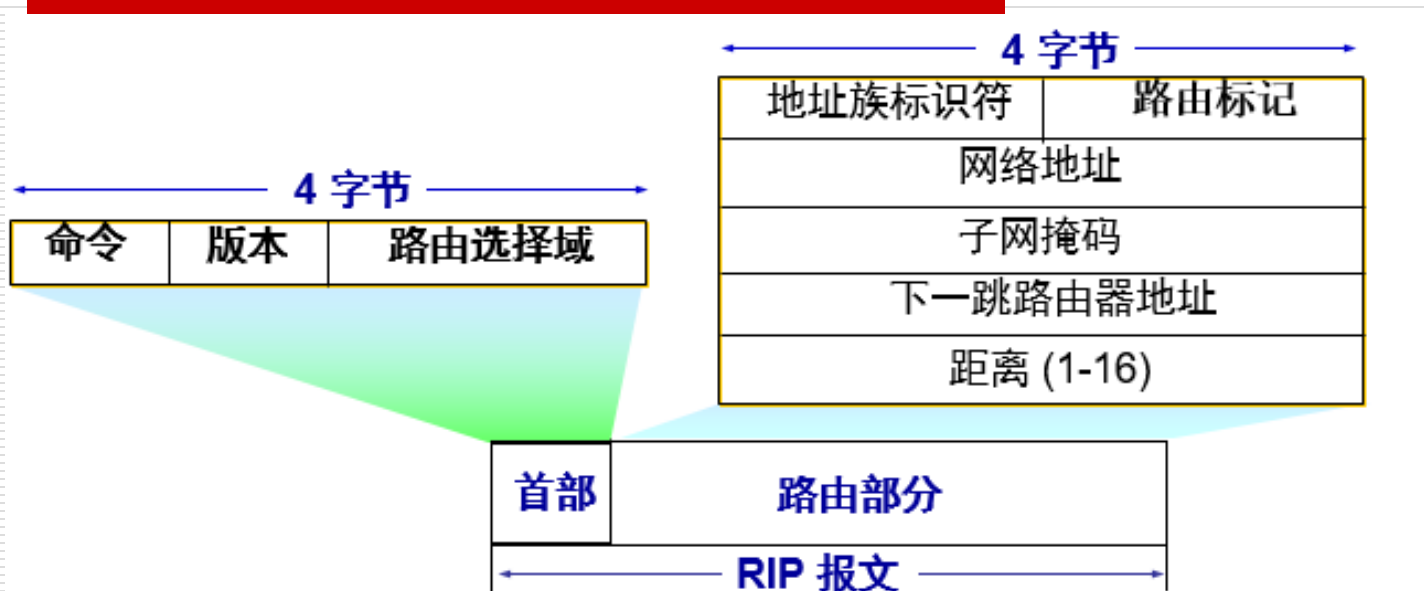 4 字节
地址族标识符 路由标记
网络地址
子网掩码
下一跳路由器地址
距离 (1-16)
4 字节
命令 版本 路由选择域
首部 路由部分
RIP 报文